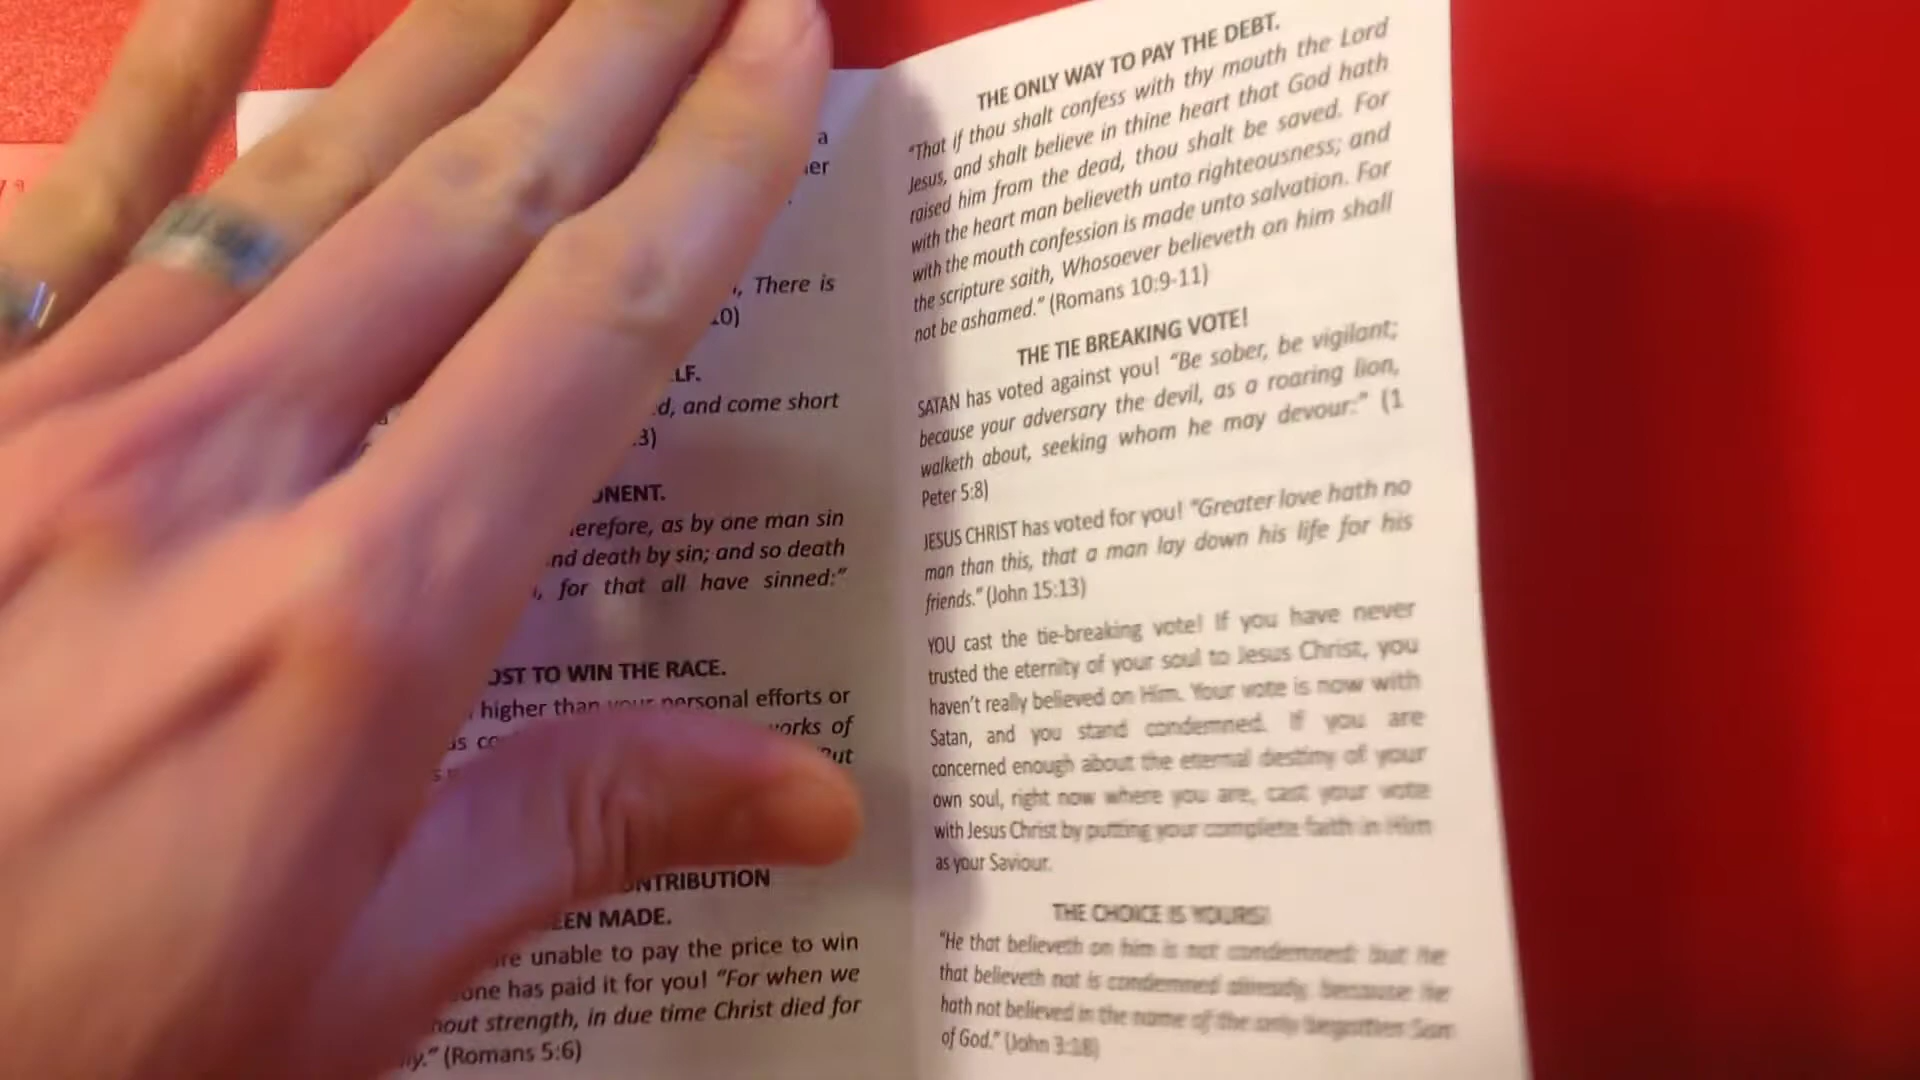 a
er
There is
10)
LF.
d, and come short
3)
ONENT.
herefore, as by one man sin
nd death by sin; and so death
for that all have sinned:”
OST TO WIN THE RACE.
higher than your personal efforts or
works of
But
ONTRIBUTION
EEN MADE.
re unable to pay the price to win
one has paid it for you! “For when we
hout strength, in due time Christ died for
ly.” (Romans 5:6)
THE ONLY WAY TO PAY THE DEBT.
“That if thou shalt confess with thy mouth the Lord
Jesus, and shalt believe in thine heart that God hath
raised him from the dead, thou shalt be saved. For
with the heart man believeth unto righteousness; and
with the mouth confession is made unto salvation. For
the scripture saith, Whosoever believeth on him shall
not be ashamed.” (Romans 10:9-11)
THE TIE BREAKING VOTE!
SATAN has voted against you! “Be sober, be vigilant;
because your adversary the devil, as a roaring lion,
walketh about, seeking whom he may devour:” (1
Peter 5:8)
JESUS CHRIST has voted for you! “Greater love hath no
man than this, that a man lay down his life for his
friends.” (John 15:13)
YOU cast the tie-breaking vote! If you have never
trusted the eternity of your soul to Jesus Christ, you
haven’t really believed on Him. Your vote is now with
Satan, and you stand condemned. If you are
concerned enough about the eternal destiny of your
own soul, right now where you are, cast your vote
with Jesus Christ by putting your complete faith in Him
as your Saviour.
THE CHOICE IS YOURS!
“He that believeth on him is not condemned: but he
that believeth not is condemned already, because he
hath not believed in the name of the only begotten Son
of God.” (John 3:18)